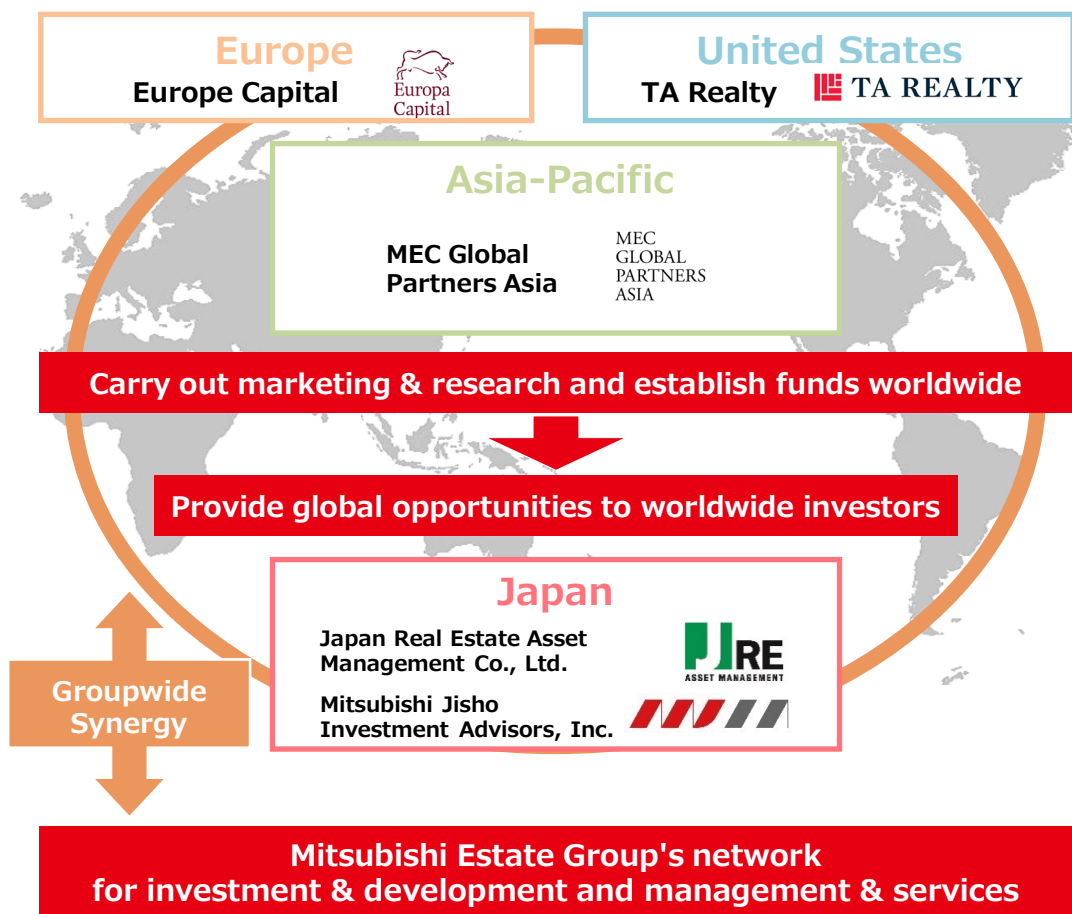 Europe
Europe Capital
Europa
Capital
United States
TA Realty
TA REALTY
Asia-Pacific
MEC Global
Partners Asia
MEC
GLOBAL
PARTNERS
ASIA
Carry out marketing & research and establish funds worldwide
Provide global opportunities to worldwide investors
Japan
Japan Real Estate Asset
Management Co., Ltd.
JRE
ASSET MANAGEMENT
Mitsubishi Jisho
Investment Advisors, Inc.
Groupwide
Synergy
Mitsubishi Estate Group's network
for investment & development and management & services